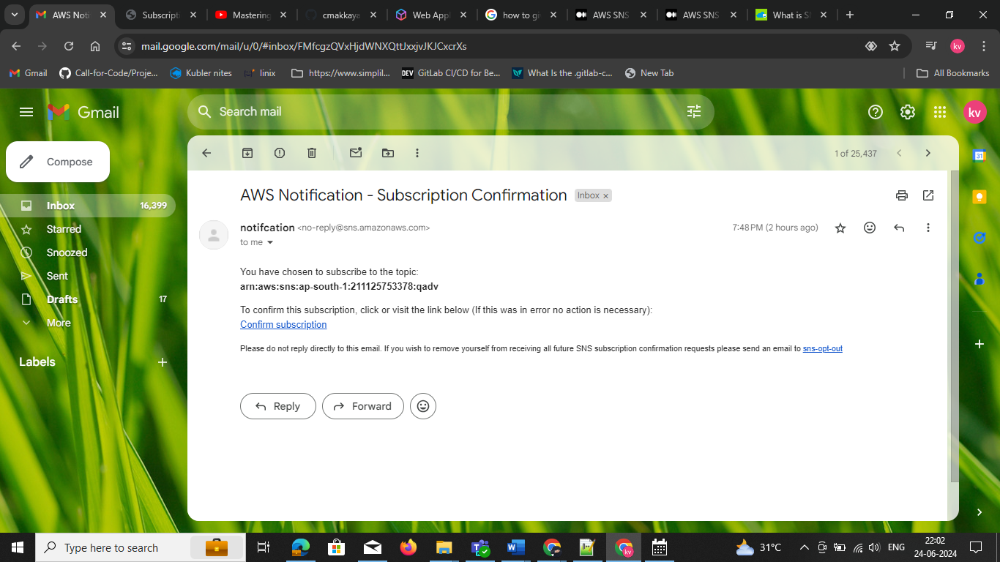 AWS Noti
Subscripti
Mastering
cmakkaya
Web Appl
how to gi
AWS SNS
AWS SNS
What is S
mail.google.com/mail/u/0/#inbox/FMfcgzQVxHjdWNXQttJxxjvJKJCxcrXs
kv
Gmail
Call-for-Code/Proje...
Kubler nites
linix
https://www.simplil...
DEV GitLab CI/CD for Be...
What Is the .gitlab-c...
New Tab
All Bookmarks
Gmail
Search mail
kv
Compose
1 of 25,437
31
Inbox 16,399
Starred
Snoozed
Sent
Drafts 17
More
Labels
AWS Notification - Subscription Confirmation Inbox x
notifcation <no-reply@sns.amazonaws.com> 7:48 PM (2 hours ago)
to me
You have chosen to subscribe to the topic:
arn:aws:sns:ap-south-1:211125753378:qadv
To confirm this subscription, click or visit the link below (If this was in error no action is necessary):
Confirm subscription
Please do not reply directly to this email. If you wish to remove yourself from receiving all future SNS subscription confirmation requests please send an email to sns-opt-out
Reply
Forward
Type here to search
31°C
ENG
22:02
24-06-2024